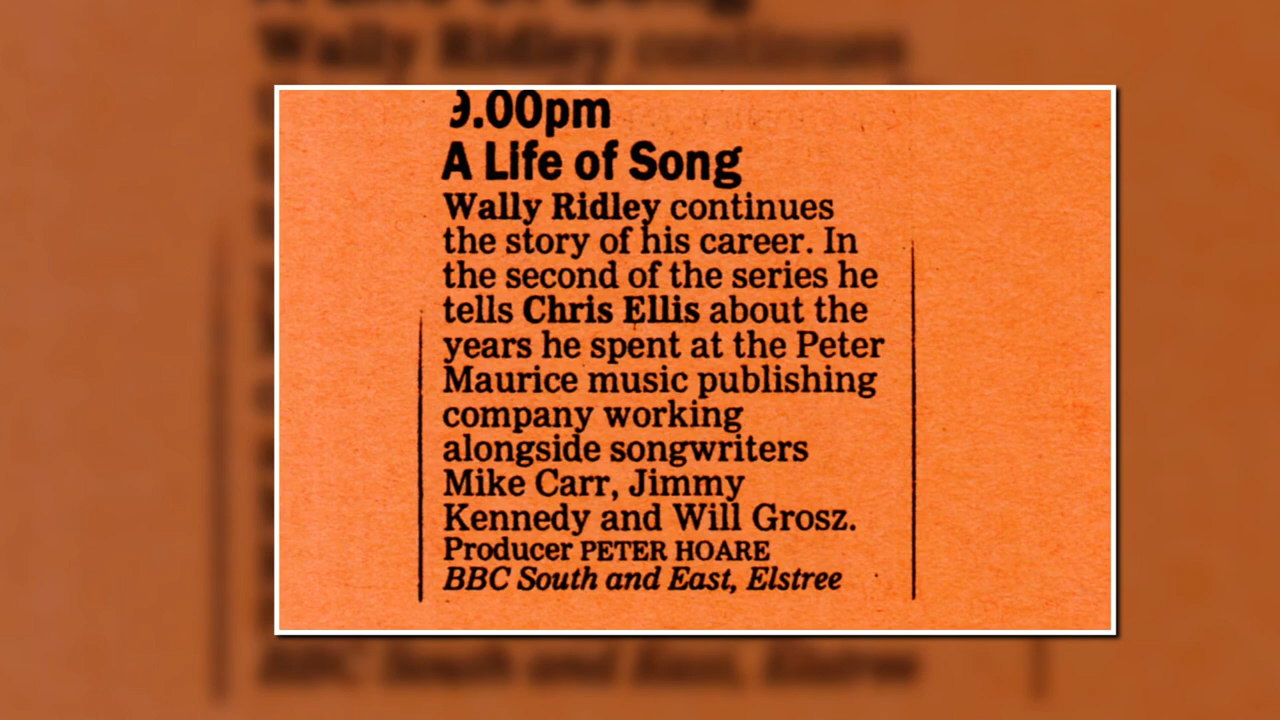 9.00pm
A Life of Song
Wally Ridley continues
the story of his career. In
the second of the series he
tells Chris Ellis about the
years he spent at the Peter
Maurice music publishing
company working
alongside songwriters
Mike Carr, Jimmy
Kennedy and Will Grosz.
Producer PETER HOARE
BBC South and East, Elstree